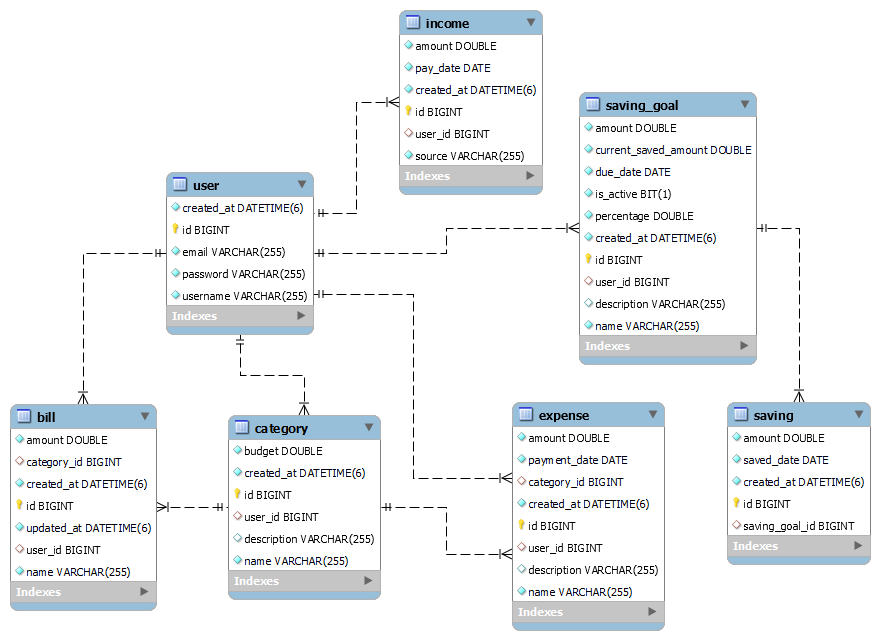 income
amount DOUBLE
pay_date DATE
created_at DATETIME(6)
id BIGINT
user_id BIGINT
source VARCHAR(255)
Indexes
saving_goal
amount DOUBLE
current_saved_amount DOUBLE
due_date DATE
is_active BIT(1)
percentage DOUBLE
created_at DATETIME(6)
id BIGINT
user_id BIGINT
description VARCHAR(255)
name VARCHAR(255)
Indexes
user
created_at DATETIME(6)
id BIGINT
email VARCHAR(255)
password VARCHAR(255)
username VARCHAR(255)
Indexes
bill
amount DOUBLE
category_id BIGINT
created_at DATETIME(6)
id BIGINT
updated_at DATETIME(6)
user_id BIGINT
name VARCHAR(255)
Indexes
category
budget DOUBLE
created_at DATETIME(6)
id BIGINT
user_id BIGINT
description VARCHAR(255)
name VARCHAR(255)
Indexes
expense
amount DOUBLE
payment_date DATE
category_id BIGINT
created_at DATETIME(6)
id BIGINT
user_id BIGINT
description VARCHAR(255)
name VARCHAR(255)
Indexes
saving
amount DOUBLE
saved_date DATE
created_at DATETIME(6)
id BIGINT
saving_goal_id BIGINT
Indexes